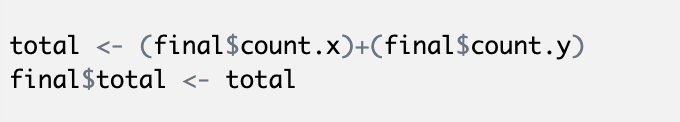 total <- (final$count.x)+(final$count.y)
final$total <- total